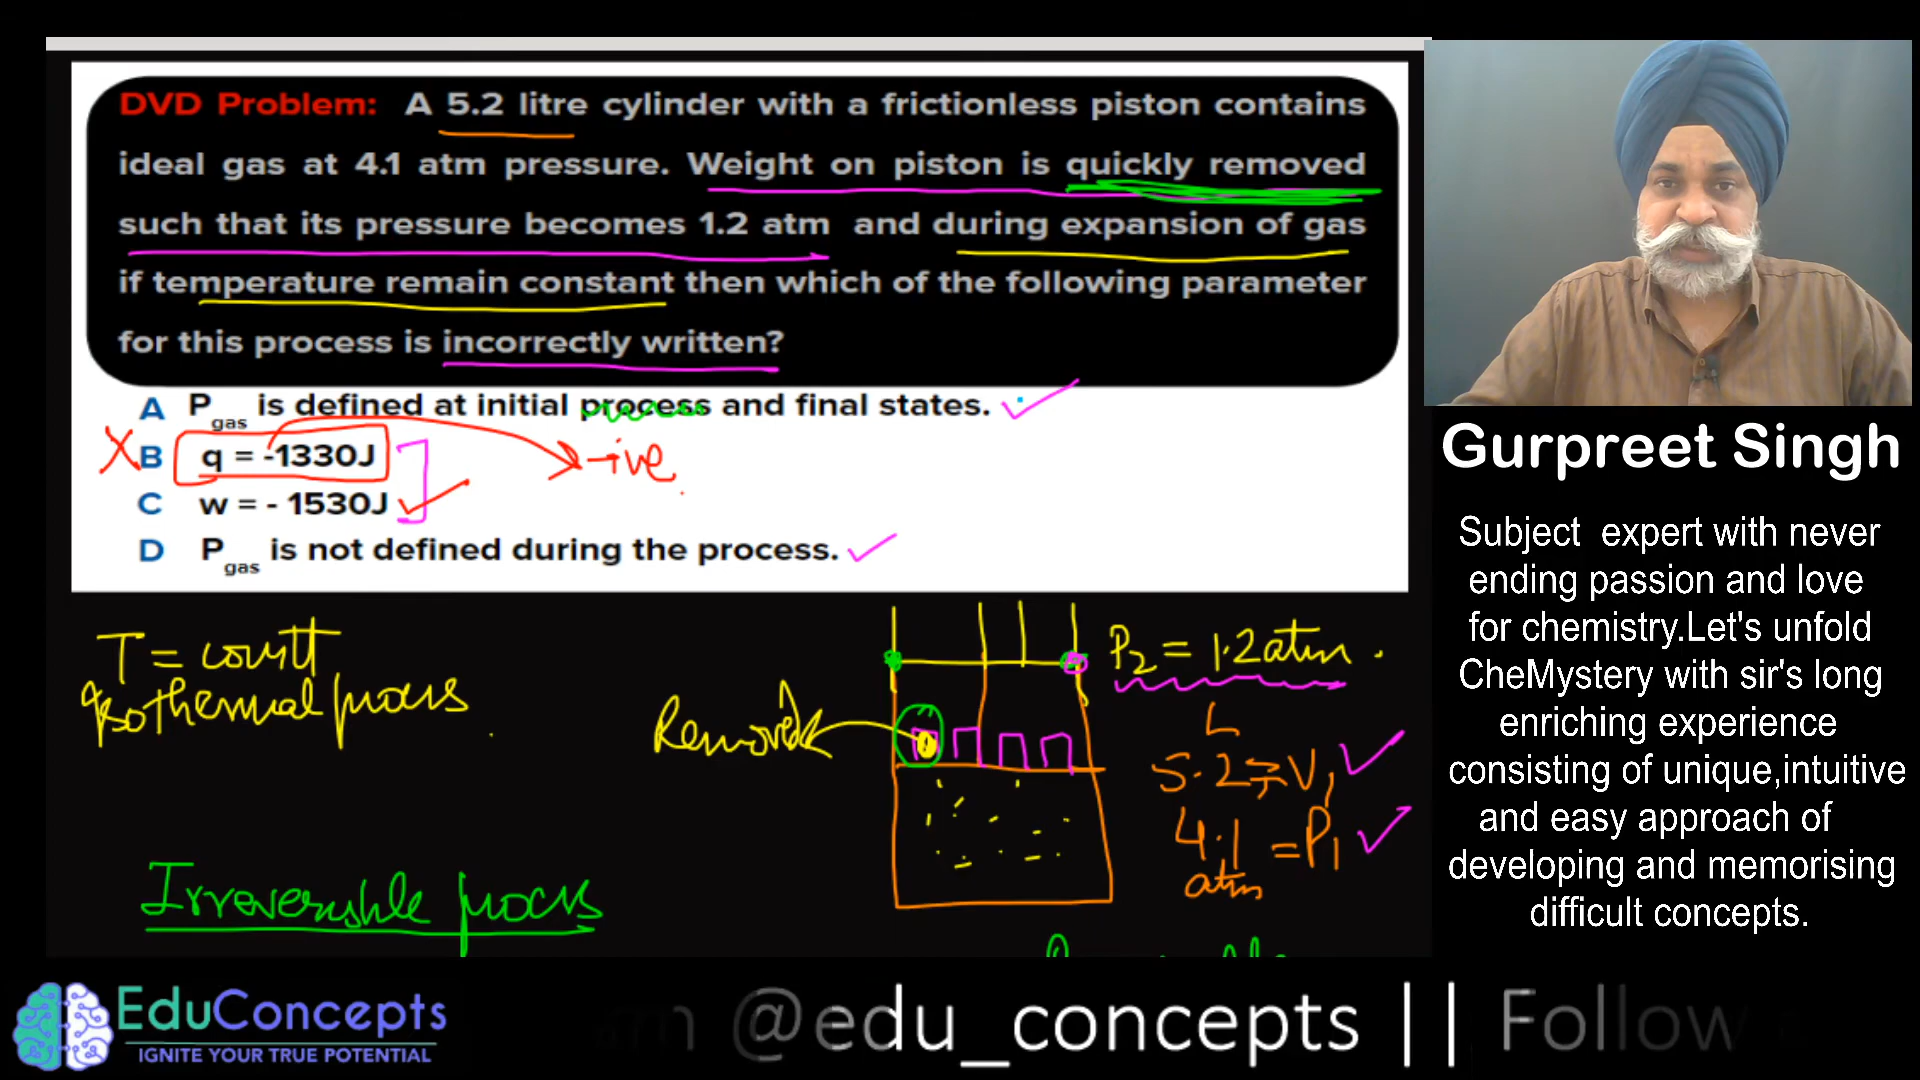 DVD Problem: A 5.2 litre cylinder with a frictionless piston contains
ideal gas at 4.1 atm pressure. Weight on piston is quickly removed
such that its pressure becomes 1.2 atm and during expansion of gas
if temperature remain constant then which of the following parameter
for this process is incorrectly written?
A P gas is defined at initial process and final states.
X B q = -1330J -ive
C w = - 1530J
D P gas is not defined during the process.
T =
P2 = 1.2 atm .
Removed
L
5.2 V1
4.1 = P1
atm
Irreversible process
Gurpreet Singh
Subject expert with never
ending passion and love
for chemistry.Let's unfold
CheMystery with sir's long
enriching experience
consisting of unique,intuitive
and easy approach of
developing and memorising
difficult concepts.
EduConcepts
IGNITE YOUR TRUE POTENTIAL
@edu_concepts || Follow